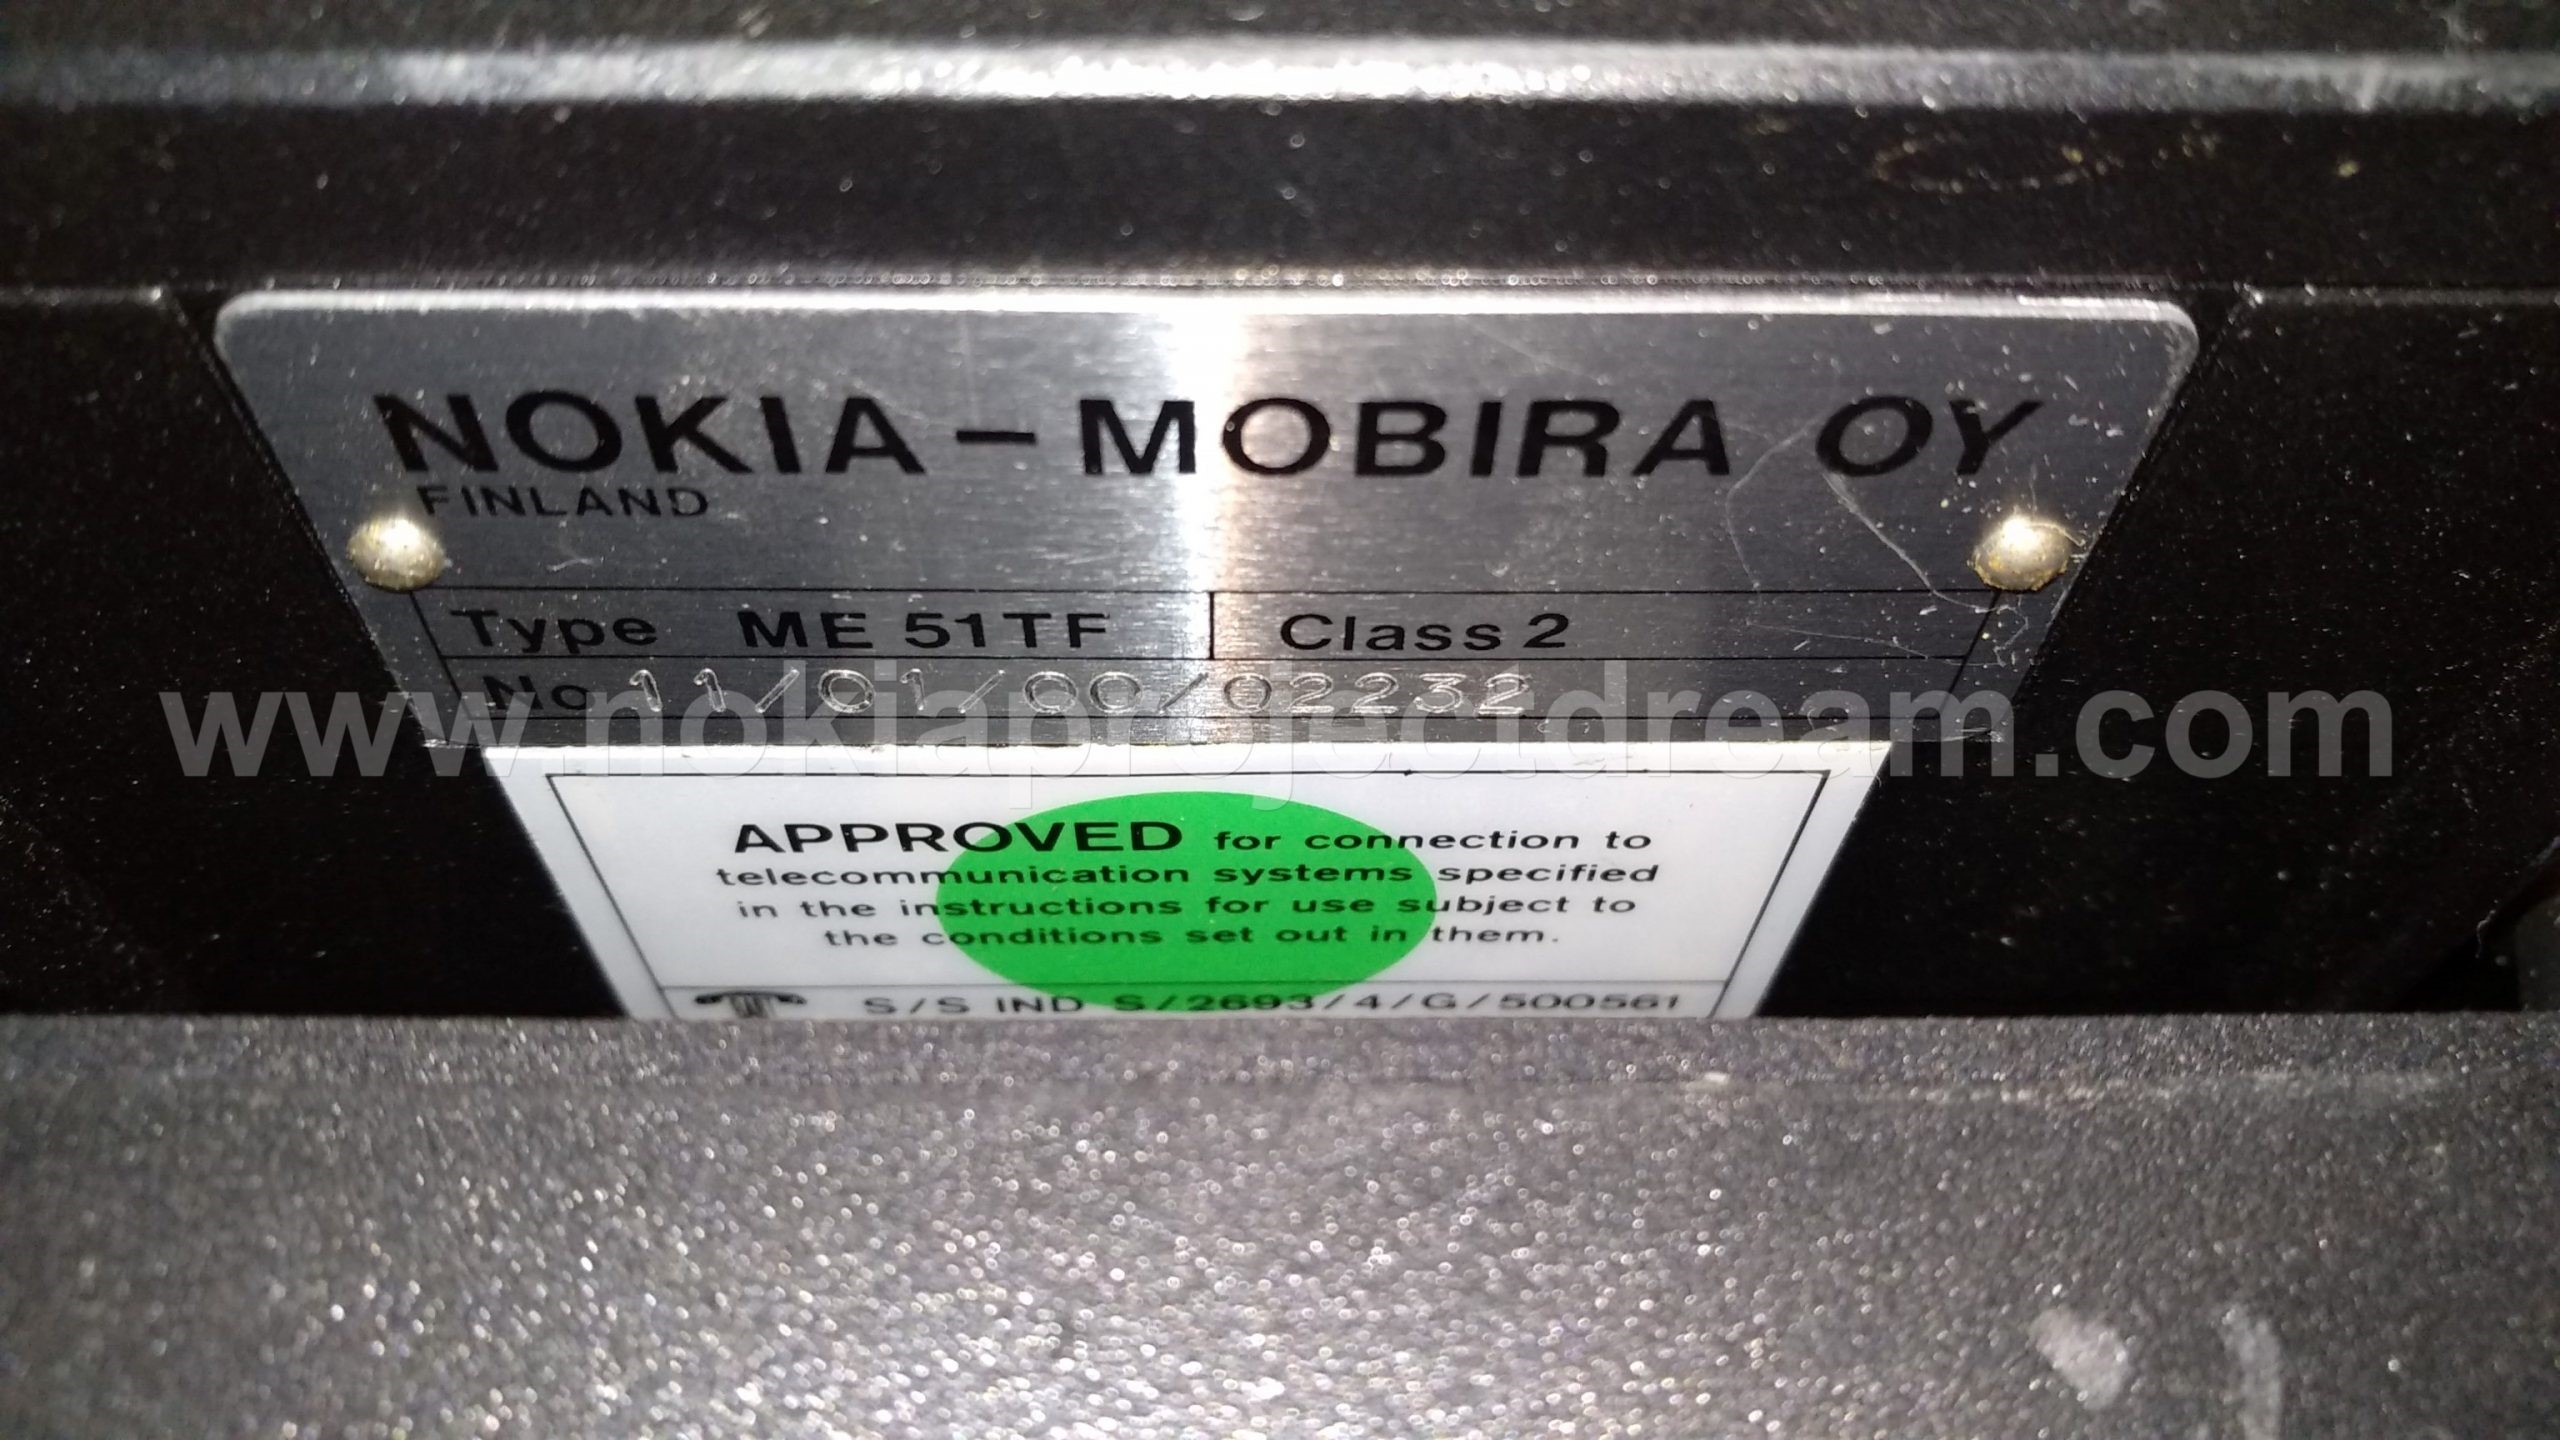 NOKIA – MOBIRA OY
FINLAND
Type ME 51TF Class 2
No 11/01/00/02232
www.nokiaprojectdream.com
APPROVED for connection to
telecommunication systems specified
in the instructions for use subject to
the conditions set out in them.
S/S IND S/2693/4/G/500561